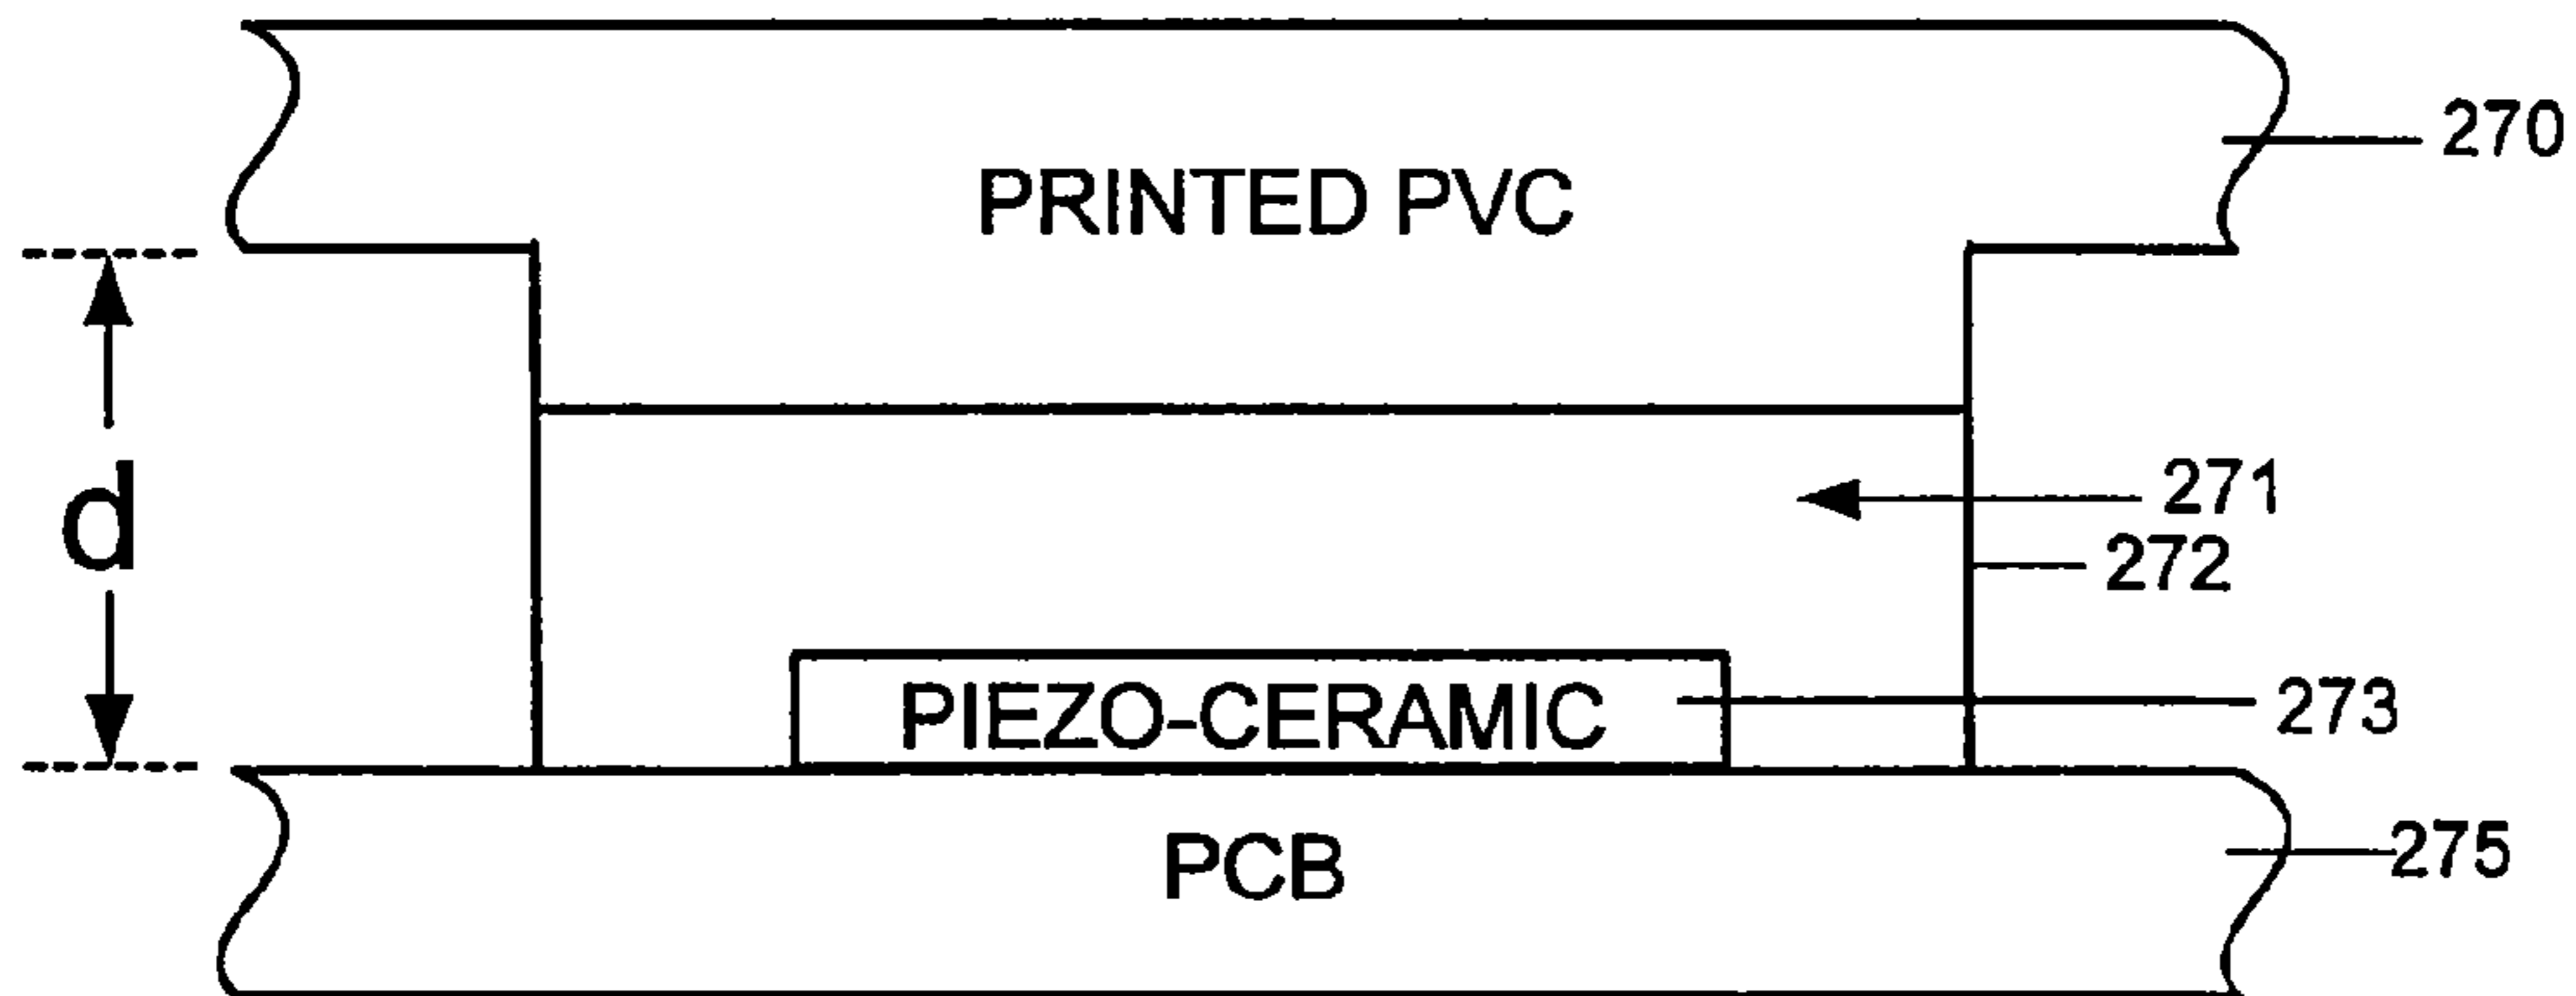 270
PRINTED PVC
d
271
272
PIEZO-CERAMIC
273
PCB
275